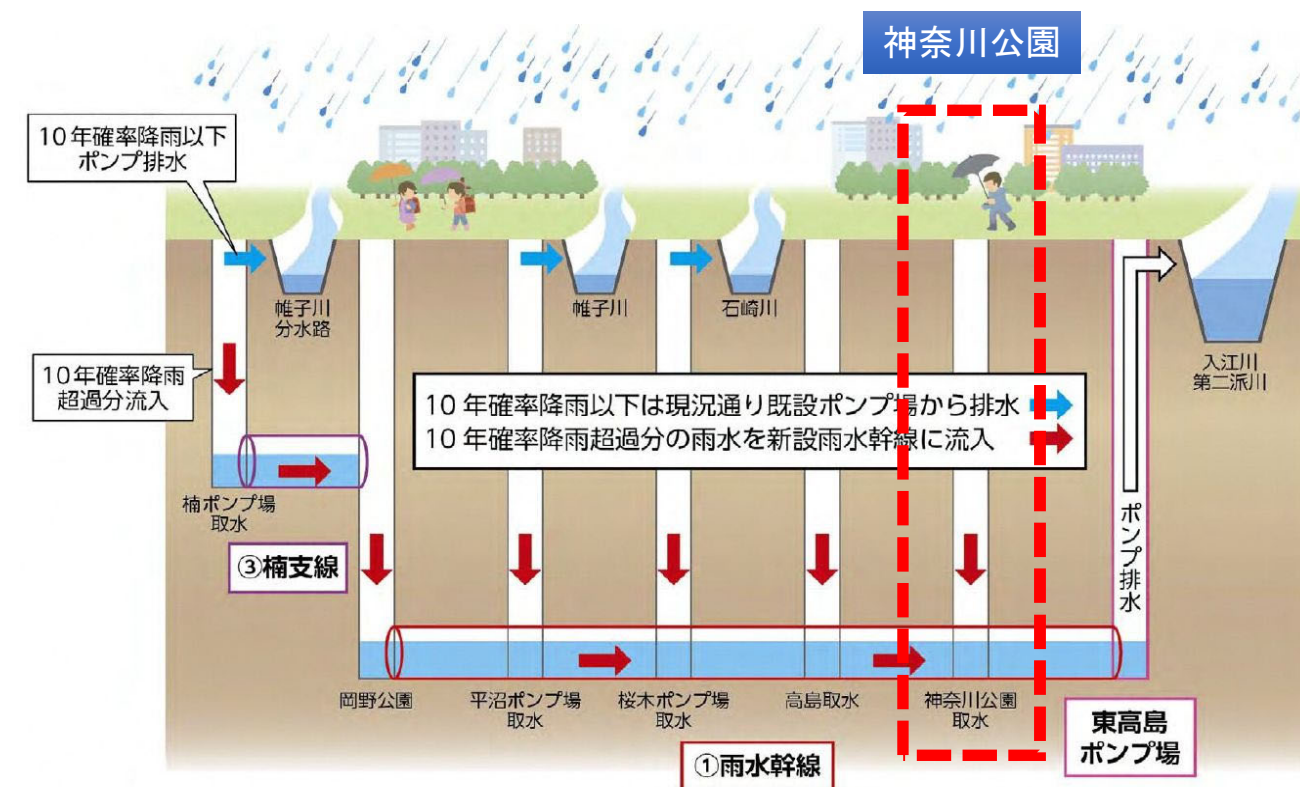 神奈川公園
10年確率降雨以下
ポンプ排水
帷子川
分水路
帷子川
石崎川
入江川
第二派川
10年確率降雨
超過分流入
10年確率降雨以下は現況通り既設ポンプ場から排水
10年確率降雨超過分の雨水を新設雨水幹線に流入
楠ポンプ場
取水
③楠支線
ポンプ排水
岡野公園
平沼ポンプ場
取水
桜木ポンプ場
取水
高島取水
神奈川公園
取水
東高島
ポンプ場
①雨水幹線